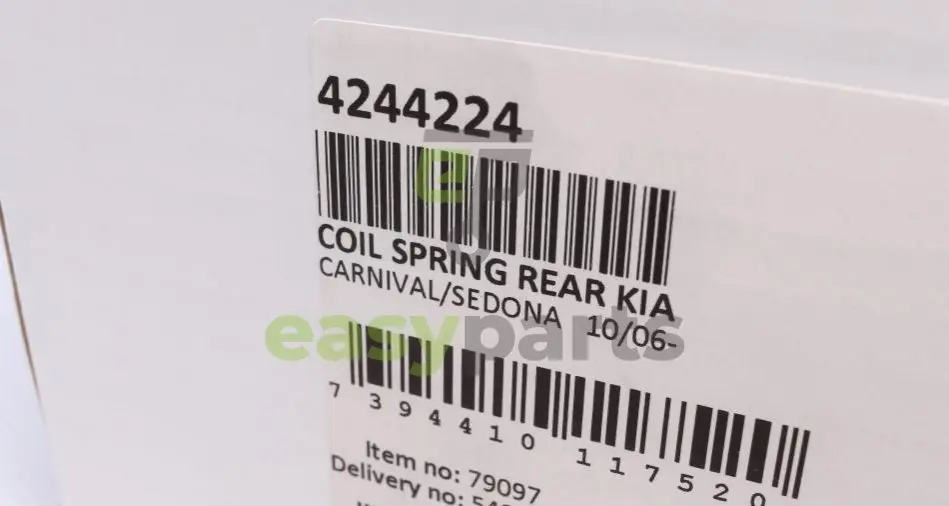 4244224
COIL SPRING REAR KIA
CARNIVAL/SEDONA 10/06-
easyparts
7 394410 117520
Item no: 79097
Delivery no: